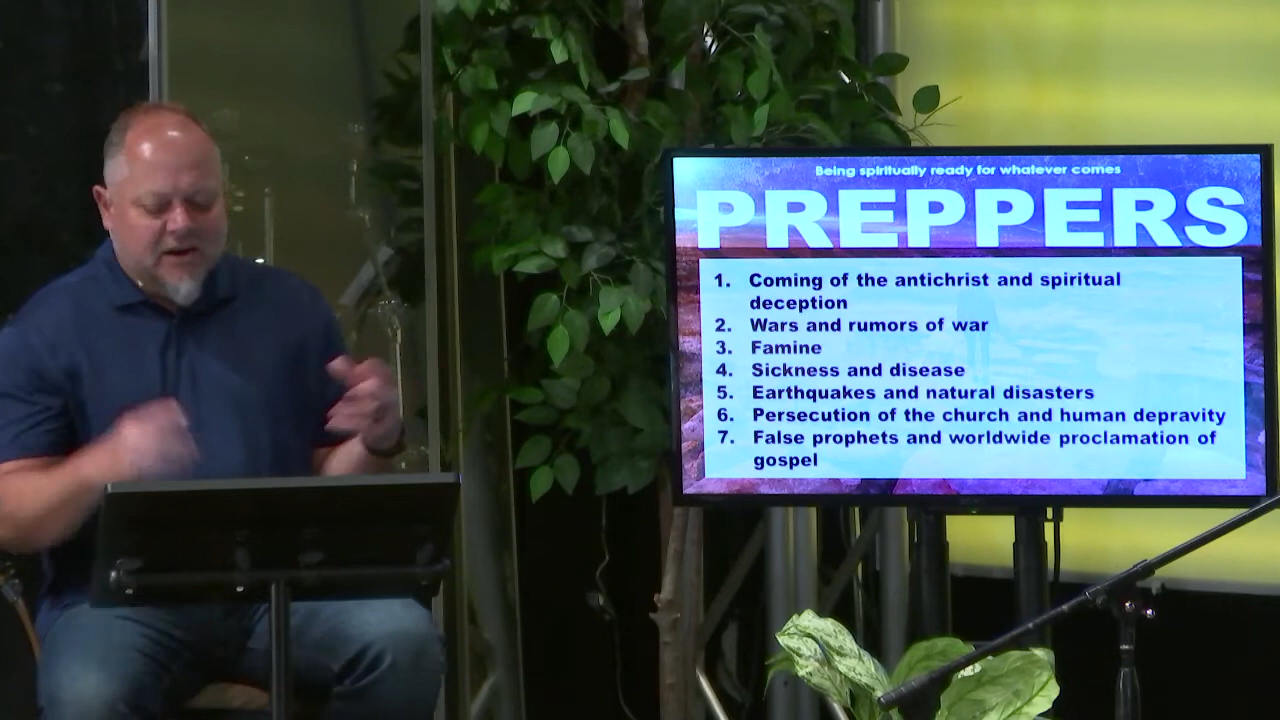 Being spiritually ready for whatever comes
PREPPERS
1. Coming of the antichrist and spiritual
deception
2. Wars and rumors of war
3. Famine
4. Sickness and disease
5. Earthquakes and natural disasters
6. Persecution of the church and human depravity
7. False prophets and worldwide proclamation of
gospel